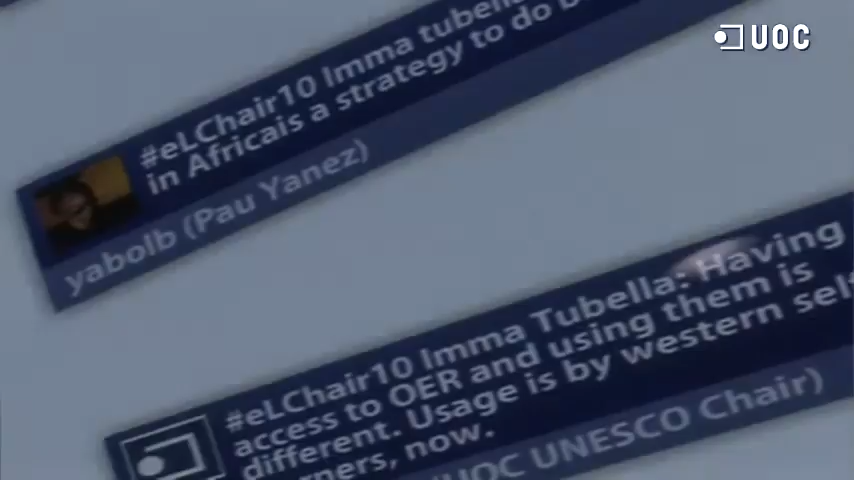 UOC
#eLChair10 Imma tubella
in Africais a strategy to do
yabolb (Pau Yanez)
#eLChair10 Imma Tubella: Having
access to OER and using them is
different. Usage is by western self
rners, now.
UOC UNESCO Chair)